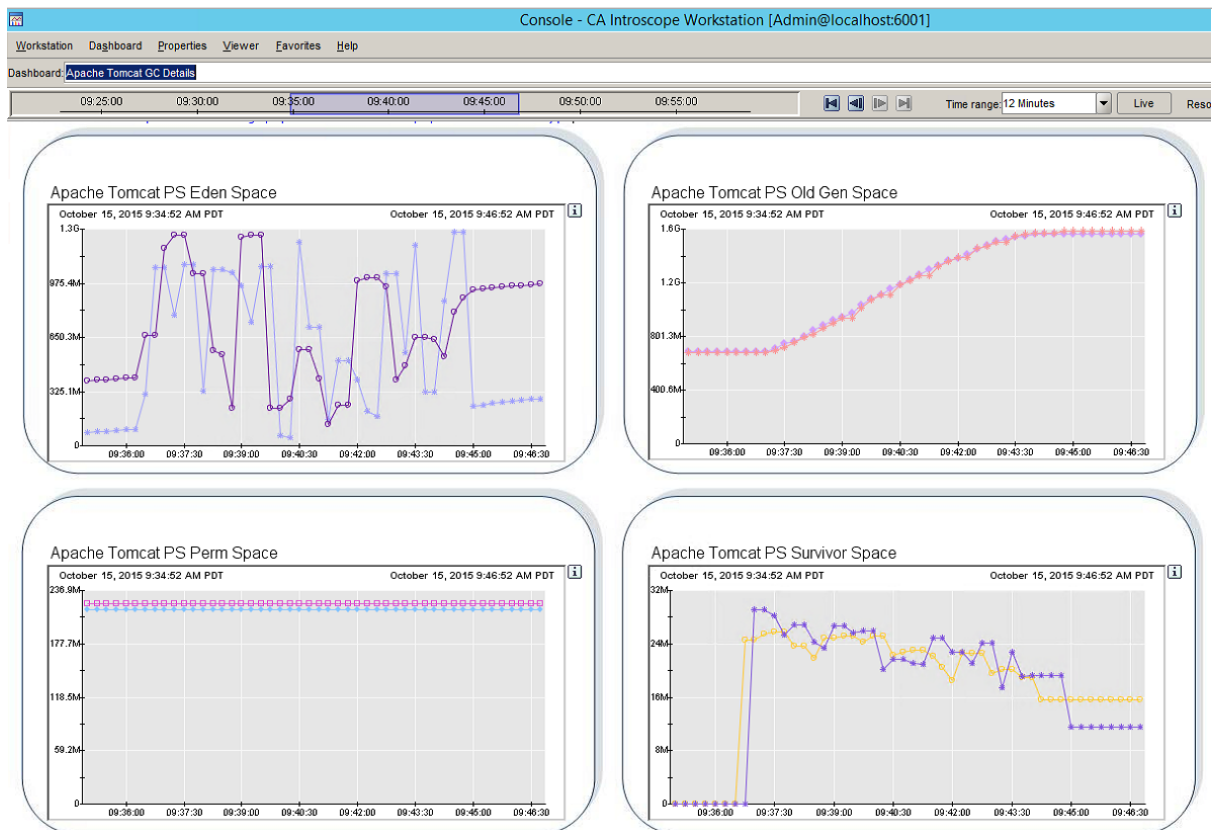 Console - CA Introscope Workstation [Admin@localhost:6001]
Workstation Dashboard Properties Viewer Favorites Help
Dashboard: Apache Tomcat GC Details
09:25:00 09:30:00 09:35:00 09:40:00 09:45:00 09:50:00 09:55:00 Time range: 12 Minutes Live Reso
Apache Tomcat PS Eden Space
October 15, 2015 9:34:52 AM PDT October 15, 2015 9:46:52 AM PDT
1.3G
975.4M
650.3M
325.1M
0
09:36:00 09:37:30 09:39:00 09:40:30 09:42:00 09:43:30 09:45:00 09:46:30
Apache Tomcat PS Old Gen Space
October 15, 2015 9:34:52 AM PDT October 15, 2015 9:46:52 AM PDT
1.6G
1.2G
801.3M
400.6M
0
09:36:00 09:37:30 09:39:00 09:40:30 09:42:00 09:43:30 09:45:00 09:46:30
Apache Tomcat PS Perm Space
October 15, 2015 9:34:52 AM PDT October 15, 2015 9:46:52 AM PDT
236.9M
177.7M
118.5M
59.2M
0
09:36:00 09:37:30 09:39:00 09:40:30 09:42:00 09:43:30 09:45:00 09:46:30
Apache Tomcat PS Survivor Space
October 15, 2015 9:34:52 AM PDT October 15, 2015 9:46:52 AM PDT
32M
24M
16M
8M
0
09:36:00 09:37:30 09:39:00 09:40:30 09:42:00 09:43:30 09:45:00 09:46:30